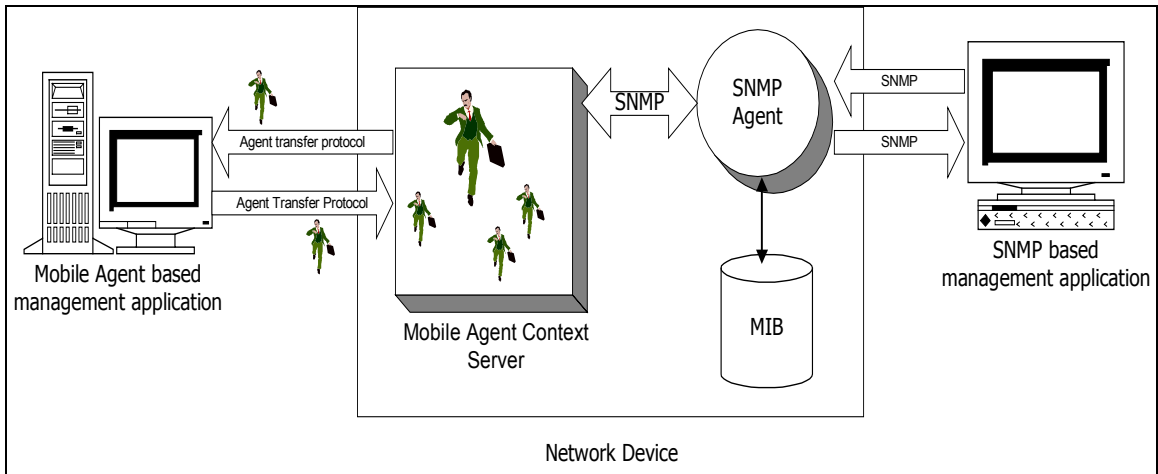 Agent transfer protocol
Agent Transfer Protocol
Mobile Agent based
management application
Mobile Agent Context
Server
SNMP
SNMP
Agent
MIB
SNMP
SNMP
SNMP based
management application
Network Device